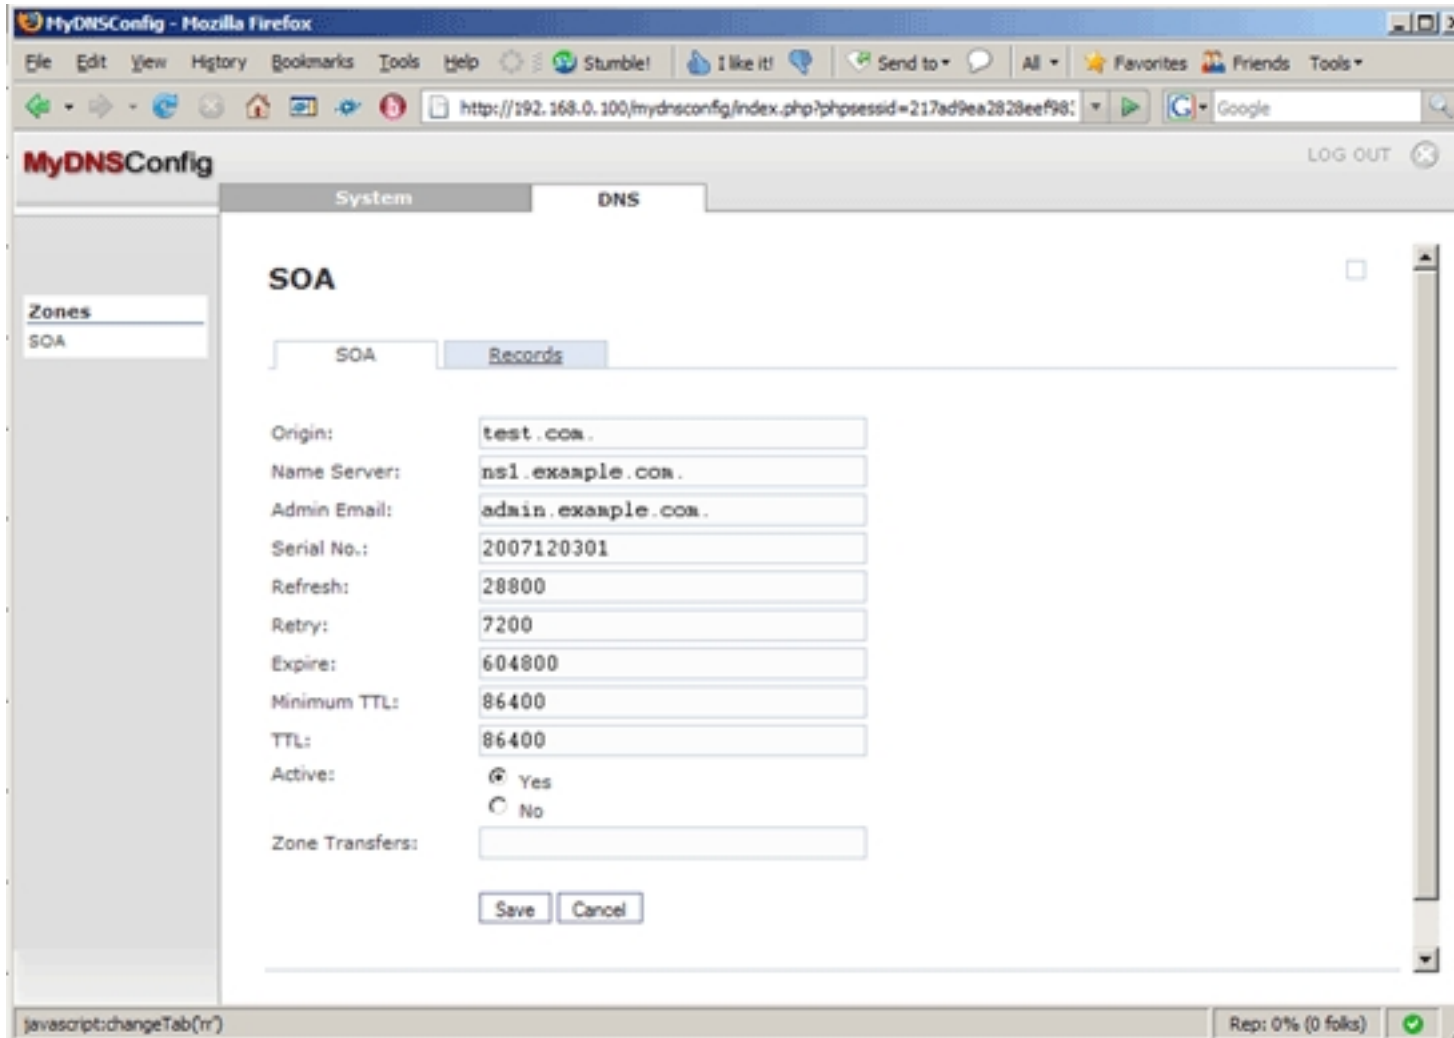 MyDNSConfig - Mozilla Firefox
File Edit View History Bookmarks Tools Help Stumble! I like it! Send to All Favorites Friends Tools
http://192.168.0.100/mydnsconfig/index.php?phpsessid=217ad9ea2828eef98 Google
MyDNSConfig LOG OUT
System DNS
SOA
Zones
SOA
SOA Records
Origin: test.com.
Name Server: ns1.example.com.
Admin Email: admin.example.com.
Serial No.: 2007120301
Refresh: 28800
Retry: 7200
Expire: 604800
Minimum TTL: 86400
TTL: 86400
Active: Yes
No
Zone Transfers:
Save Cancel
javascript:changeTab('rr') Rep: 0% (0 folks)